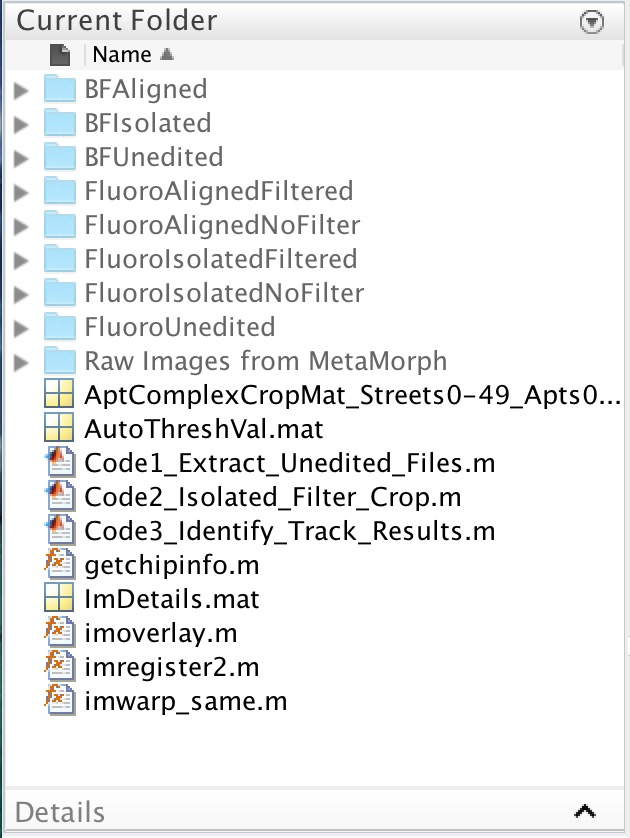 Current Folder
Name
BFAligned
BFIsolated
BFUnedited
FluoroAlignedFiltered
FluoroAlignedNoFilter
FluoroIsolatedFiltered
FluoroIsolatedNoFilter
FluoroUnedited
Raw Images from MetaMorph
AptComplexCropMat_Streets0-49_Apts0...
AutoThreshVal.mat
Code1_Extract_Unedited_Files.m
Code2_Isolated_Filter_Crop.m
Code3_Identify_Track_Results.m
getchipinfo.m
ImDetails.mat
imoverlay.m
imregister2.m
imwarp_same.m
Details